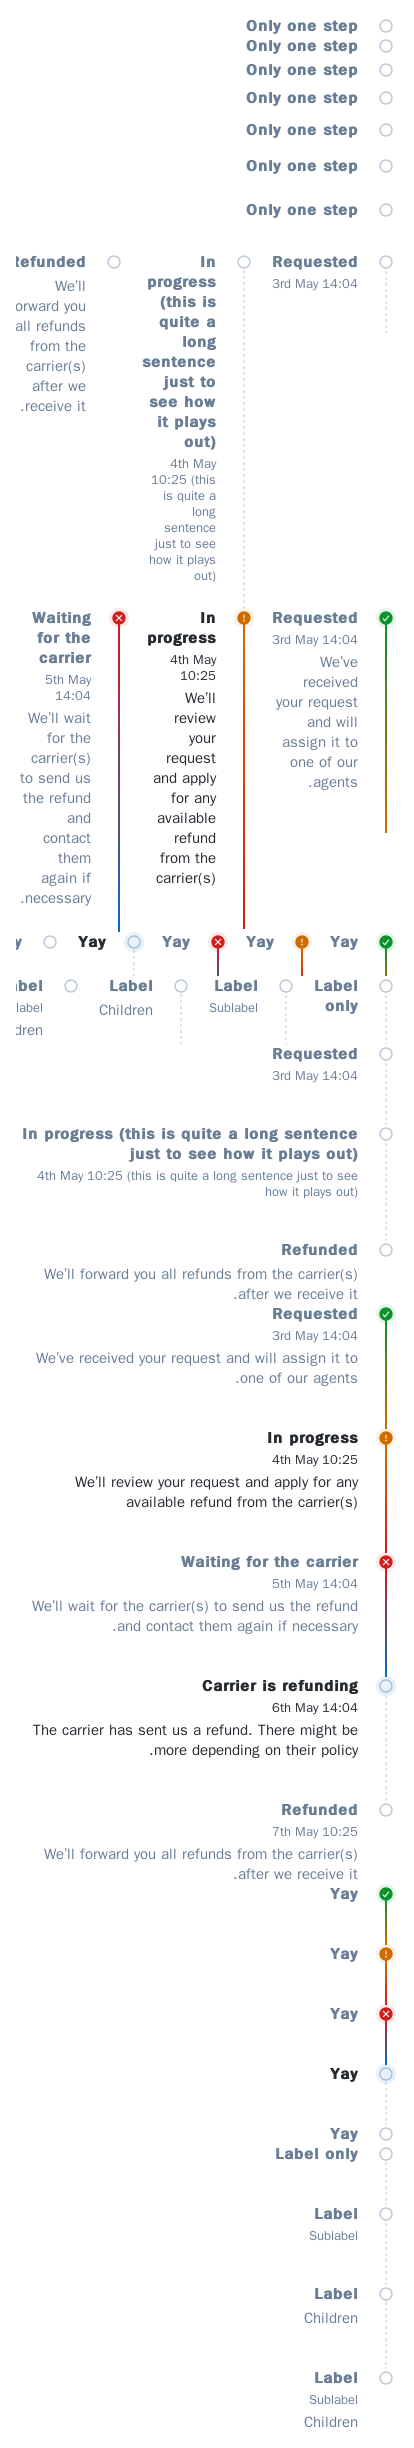 Only one step
Only one step
Only one step
Only one step
Only one step
Only one step
Only one step
Requested
3rd May 14:04
In
progress
(this is
quite a
long
sentence
just to
see how
it plays
out)
4th May
10:25 (this
is quite a
long
sentence
just to see
how it plays
out)
Refunded
We'll
orward you
all refunds
from the
carrier(s)
after we
.receive it
Requested
3rd May 14:04
We've
received
your request
and will
assign it to
one of our
.agents
In
progress
4th May
10:25
We'll
review
your
request
and apply
for any
available
refund
from the
carrier(s)
Waiting
for the
carrier
5th May
14:04
We'll wait
for the
carrier(s)
to send us
the refund
and
contact
them
again if
.necessary
Yay
Yay
Yay
Yay
y
Label
only
Label
Sublabel
Label
Children
bel
label
dren
Requested
3rd May 14:04
In progress (this is quite a long sentence
just to see how it plays out)
4th May 10:25 (this is quite a long sentence just to see
how it plays out)
Refunded
We'll forward you all refunds from the carrier(s)
.after we receive it
Requested
3rd May 14:04
We've received your request and will assign it to
.one of our agents
In progress
4th May 10:25
We'll review your request and apply for any
available refund from the carrier(s)
Waiting for the carrier
5th May 14:04
We'll wait for the carrier(s) to send us the refund
.and contact them again if necessary
Carrier is refunding
6th May 14:04
The carrier has sent us a refund. There might be
.more depending on their policy
Refunded
7th May 10:25
We'll forward you all refunds from the carrier(s)
.after we receive it
Yay
Yay
Yay
Yay
Yay
Label only
Label
Sublabel
Label
Children
Label
Sublabel
Children